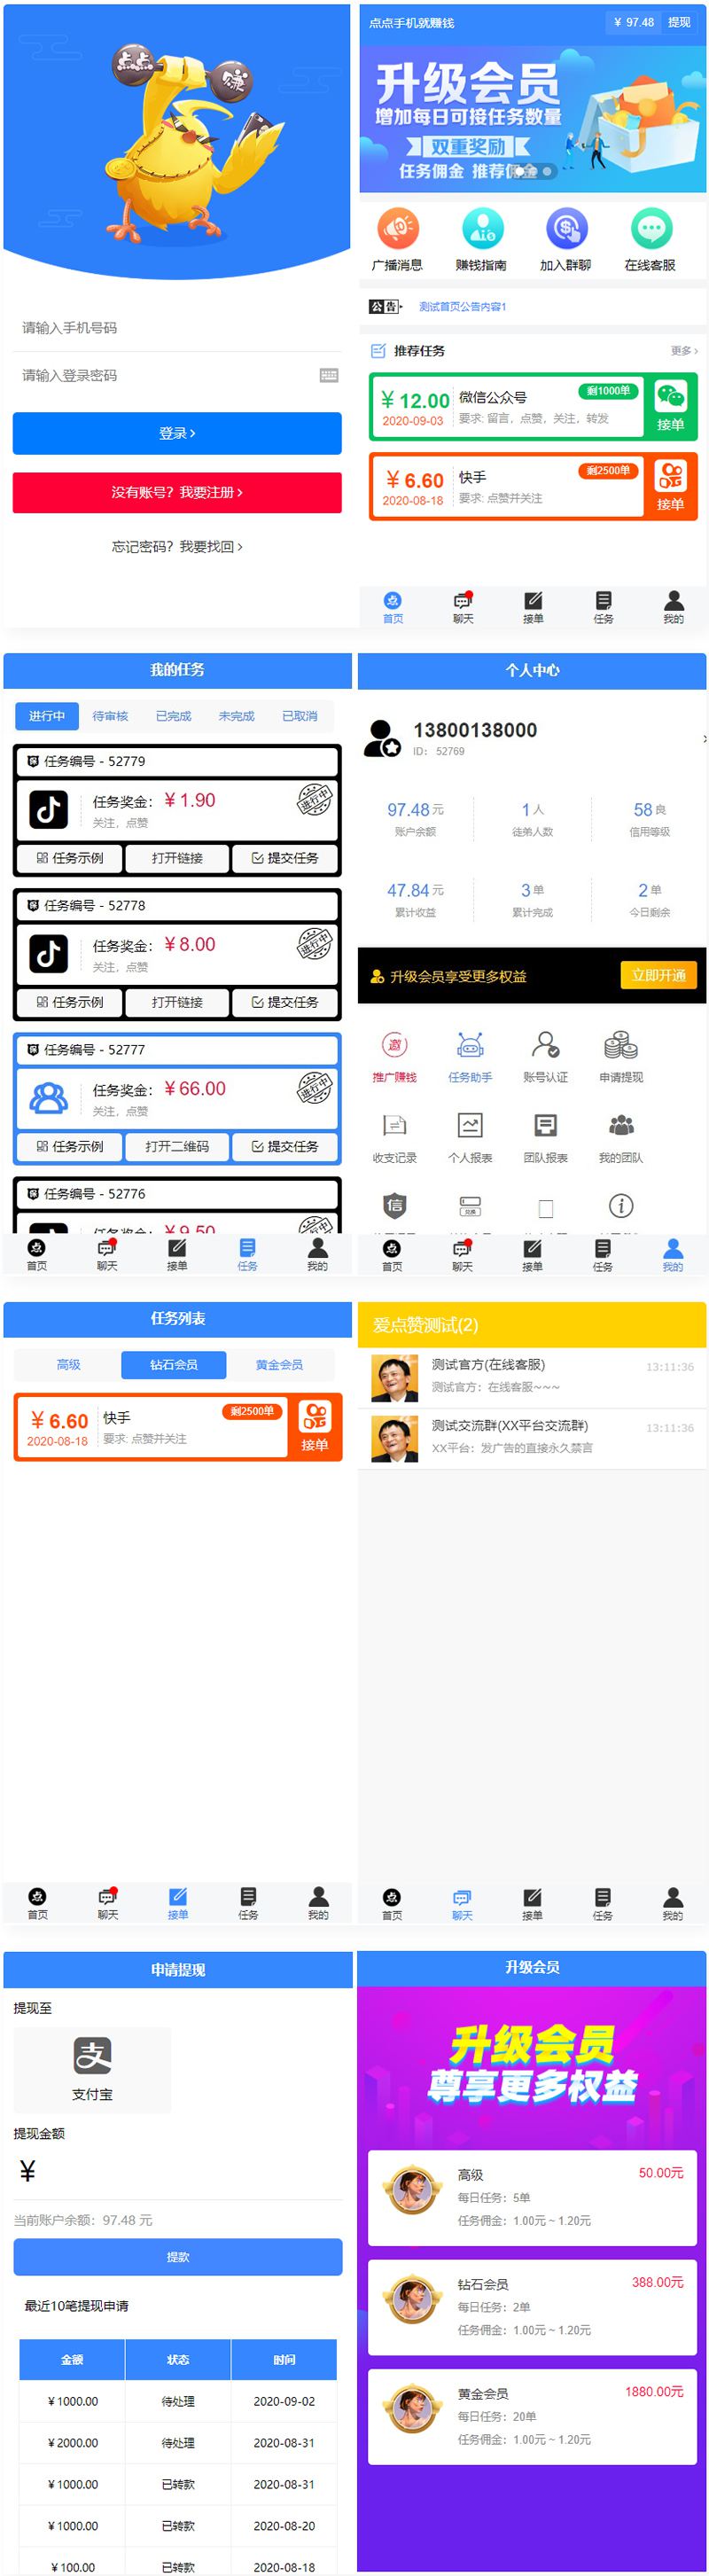 点点
赚
请输入手机号码
请输入登录密码
登录 >
没有账号？我要注册 >
忘记密码？我要找回 >
点点手机就赚钱
¥ 97.48 提现
升级会员
增加每日可接任务数量
双重奖励
任务佣金 推荐佣金
广播消息 赚钱指南 加入群聊 在线客服
公告 测试首页公告内容1
推荐任务 更多 >
¥ 12.00 微信公众号 剩1000单
2020-09-03 要求: 留言，点赞，关注，转发 接单
¥ 6.60 快手 剩2500单
2020-08-18 要求: 点赞并关注 接单
点
首页 聊天 接单 任务 我的
我的任务
进行中 待审核 已完成 未完成 已取消
任务编号 - 52779
任务奖金：¥ 1.90 进行中
关注，点赞
任务示例 打开链接 提交任务
任务编号 - 52778
任务奖金：¥ 8.00 进行中
关注，点赞
任务示例 打开链接 提交任务
任务编号 - 52777
任务奖金：¥ 66.00 进行中
关注，点赞
任务示例 打开二维码 提交任务
任务编号 - 52776
任务奖金：¥ 9.50
点
首页 聊天 接单 任务 我的
个人中心
13800138000
ID： 52769
97.48 元 1 人 58 良
账户余额 徒弟人数 信用等级
47.84 元 3 单 2 单
累计收益 累计完成 今日剩余
升级会员享受更多权益 立即开通
邀
推广赚钱 任务助手 账号认证 申请提现
收支记录 个人报表 团队报表 我的团队
信 兑换
点
首页 聊天 接单 任务 我的
任务列表
高级 钻石会员 黄金会员
¥ 6.60 快手 剩2500单
2020-08-18 要求: 点赞并关注 接单
点
首页 聊天 接单 任务 我的
爱点赞测试(2)
测试官方(在线客服) 13:11:36
测试官方：在线客服~~~
测试交流群(XX平台交流群) 13:11:36
XX平台：发广告的直接永久禁言
点
首页 聊天 接单 任务 我的
申请提现
提现至
支
支付宝
提现金额
¥
当前账户余额：97.48 元
提款
最近10笔提现申请
金额 状态 时间
¥ 1000.00 待处理 2020-09-02
¥ 2000.00 待处理 2020-08-31
¥ 1000.00 已转款 2020-08-31
¥ 1000.00 已转款 2020-08-20
¥ 100.00 已转款 2020-08-18
升级会员
升级会员
尊享更多权益
高级 50.00元
每日任务：5单
任务佣金：1.00元 ~ 1.20元
钻石会员 388.00元
每日任务：2单
任务佣金：1.00元 ~ 1.20元
黄金会员 1880.00元
每日任务：20单
任务佣金：1.00元 ~ 1.20元